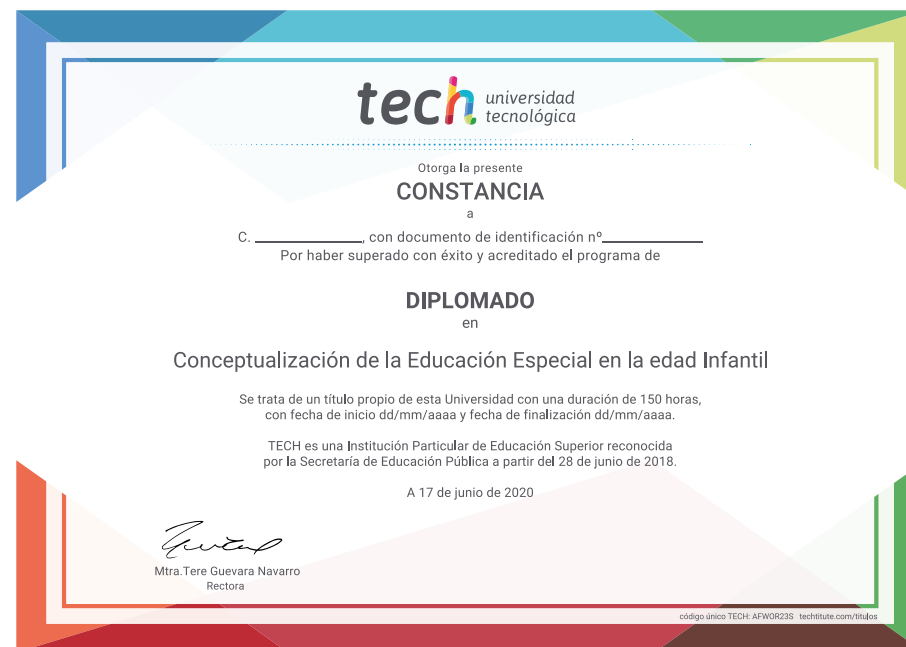 tech universidad
tecnológica
Otorga la presente
CONSTANCIA
a
C. ____________, con documento de identificación nº____________
Por haber superado con éxito y acreditado el programa de
DIPLOMADO
en
Conceptualización de la Educación Especial en la edad Infantil
Se trata de un título propio de esta Universidad con una duración de 150 horas,
con fecha de inicio dd/mm/aaaa y fecha de finalización dd/mm/aaaa.
TECH es una Institución Particular de Educación Superior reconocida
por la Secretaría de Educación Pública a partir del 28 de junio de 2018.
A 17 de junio de 2020
Mtra.Tere Guevara Navarro
Rectora
código único TECH: AFWOR23S techtitute.com/titulos